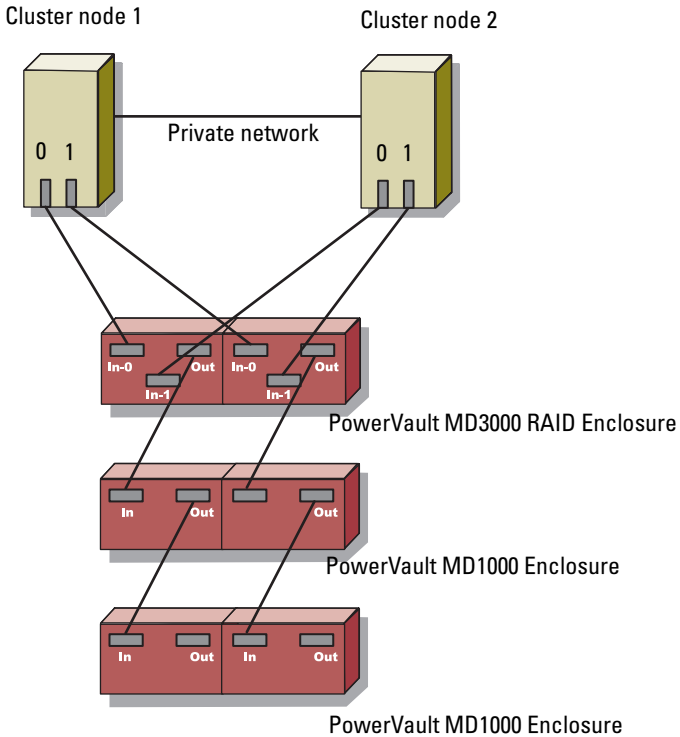 Cluster node 1
Cluster node 2
Private network
0 1
0 1
In-0 Out In-0 Out
In-1 In-1
PowerVault MD3000 RAID Enclosure
In Out Out
PowerVault MD1000 Enclosure
In Out In Out
PowerVault MD1000 Enclosure